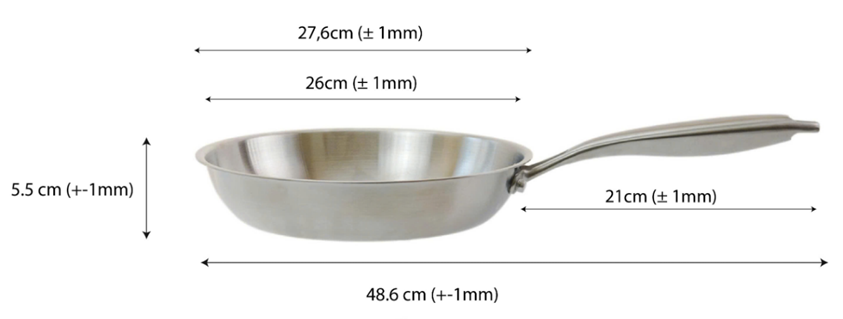 27,6cm (± 1mm)
26cm (± 1mm)
5.5 cm (+-1mm)
21cm (± 1mm)
48.6 cm (+-1mm)